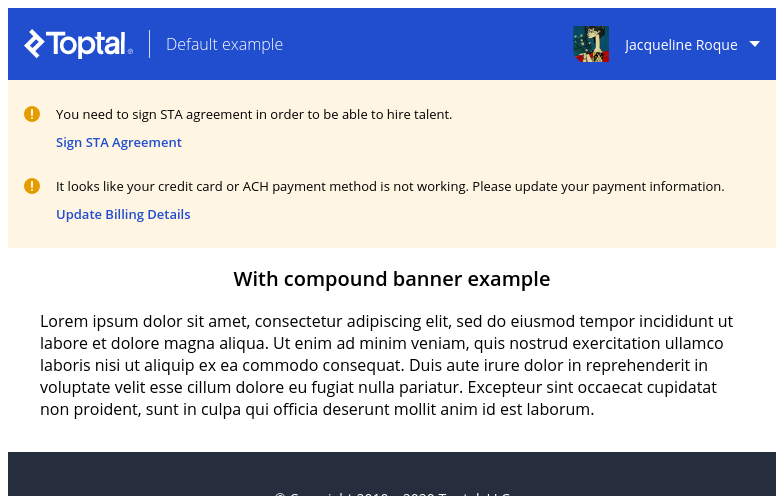 Toptal®
Default example
Jacqueline Roque
You need to sign STA agreement in order to be able to hire talent.
Sign STA Agreement
It looks like your credit card or ACH payment method is not working. Please update your payment information.
Update Billing Details
With compound banner example
Lorem ipsum dolor sit amet, consectetur adipiscing elit, sed do eiusmod tempor incididunt ut
labore et dolore magna aliqua. Ut enim ad minim veniam, quis nostrud exercitation ullamco
laboris nisi ut aliquip ex ea commodo consequat. Duis aute irure dolor in reprehenderit in
voluptate velit esse cillum dolore eu fugiat nulla pariatur. Excepteur sint occaecat cupidatat
non proident, sunt in culpa qui officia deserunt mollit anim id est laborum.
© Copyright 2010 – 2020 Toptal, LLC